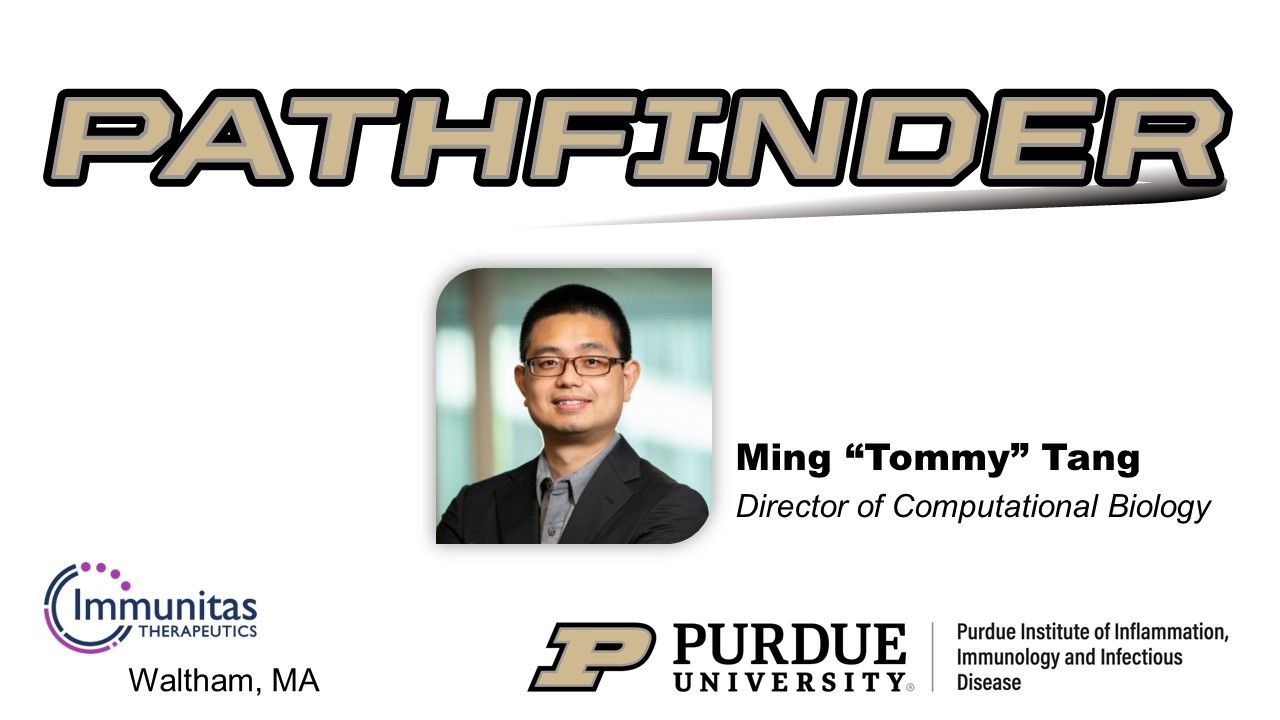 PATHFINDER
Ming “Tommy” Tang
Director of Computational Biology
Immunitas
THERAPEUTICS
Waltham, MA
P PURDUE
UNIVERSITY®
Purdue Institute of Inflammation,
Immunology and Infectious
Disease